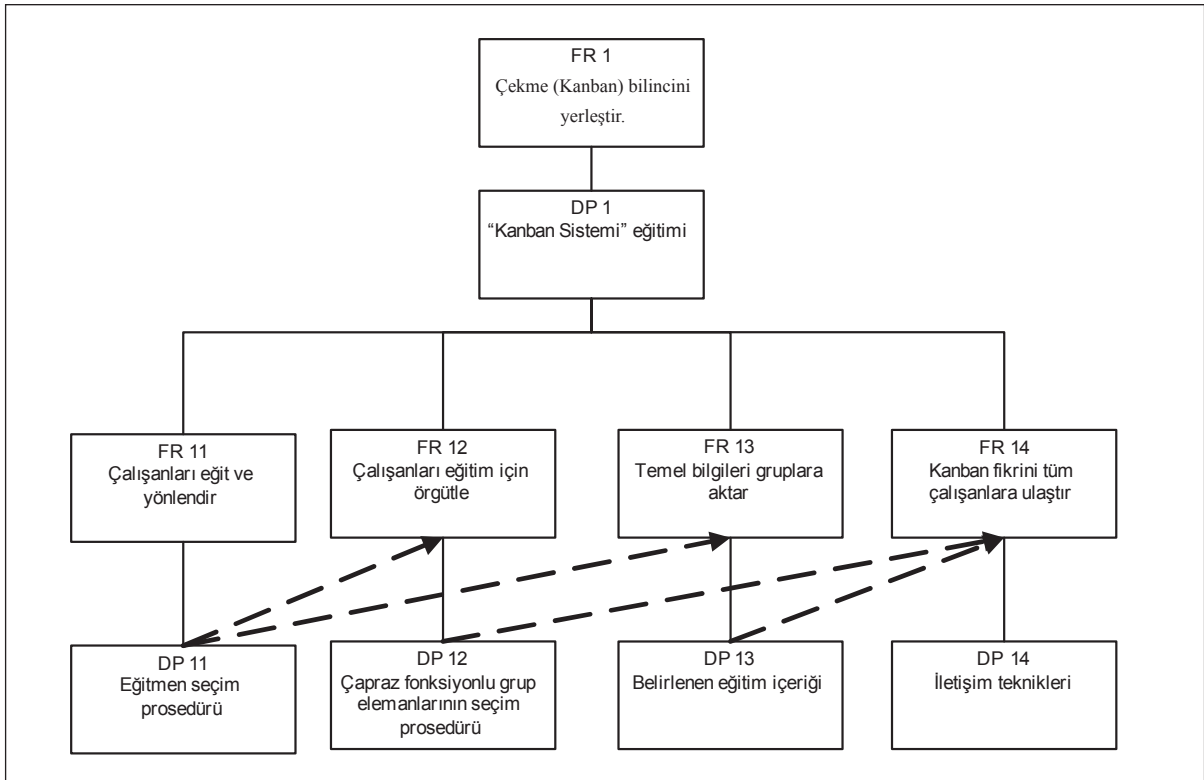 FR 1
Çekme (Kanban) bilincini
yerleştir.
DP 1
“Kanban Sistemi” eğitimi
FR 11
Çalışanları eğit ve
yönlendir
FR 12
Çalışanları eğitim için
örgütle
FR 13
Temel bilgileri gruplara
aktar
FR 14
Kanban fikrini tüm
çalışanlara ulaştır
DP 11
Eğitmen seçim
prosedürü
DP 12
Çapraz fonksiyonlu grup
elemanlarının seçim
prosedürü
DP 13
Belirlenen eğitim içeriği
DP 14
İletişim teknikleri